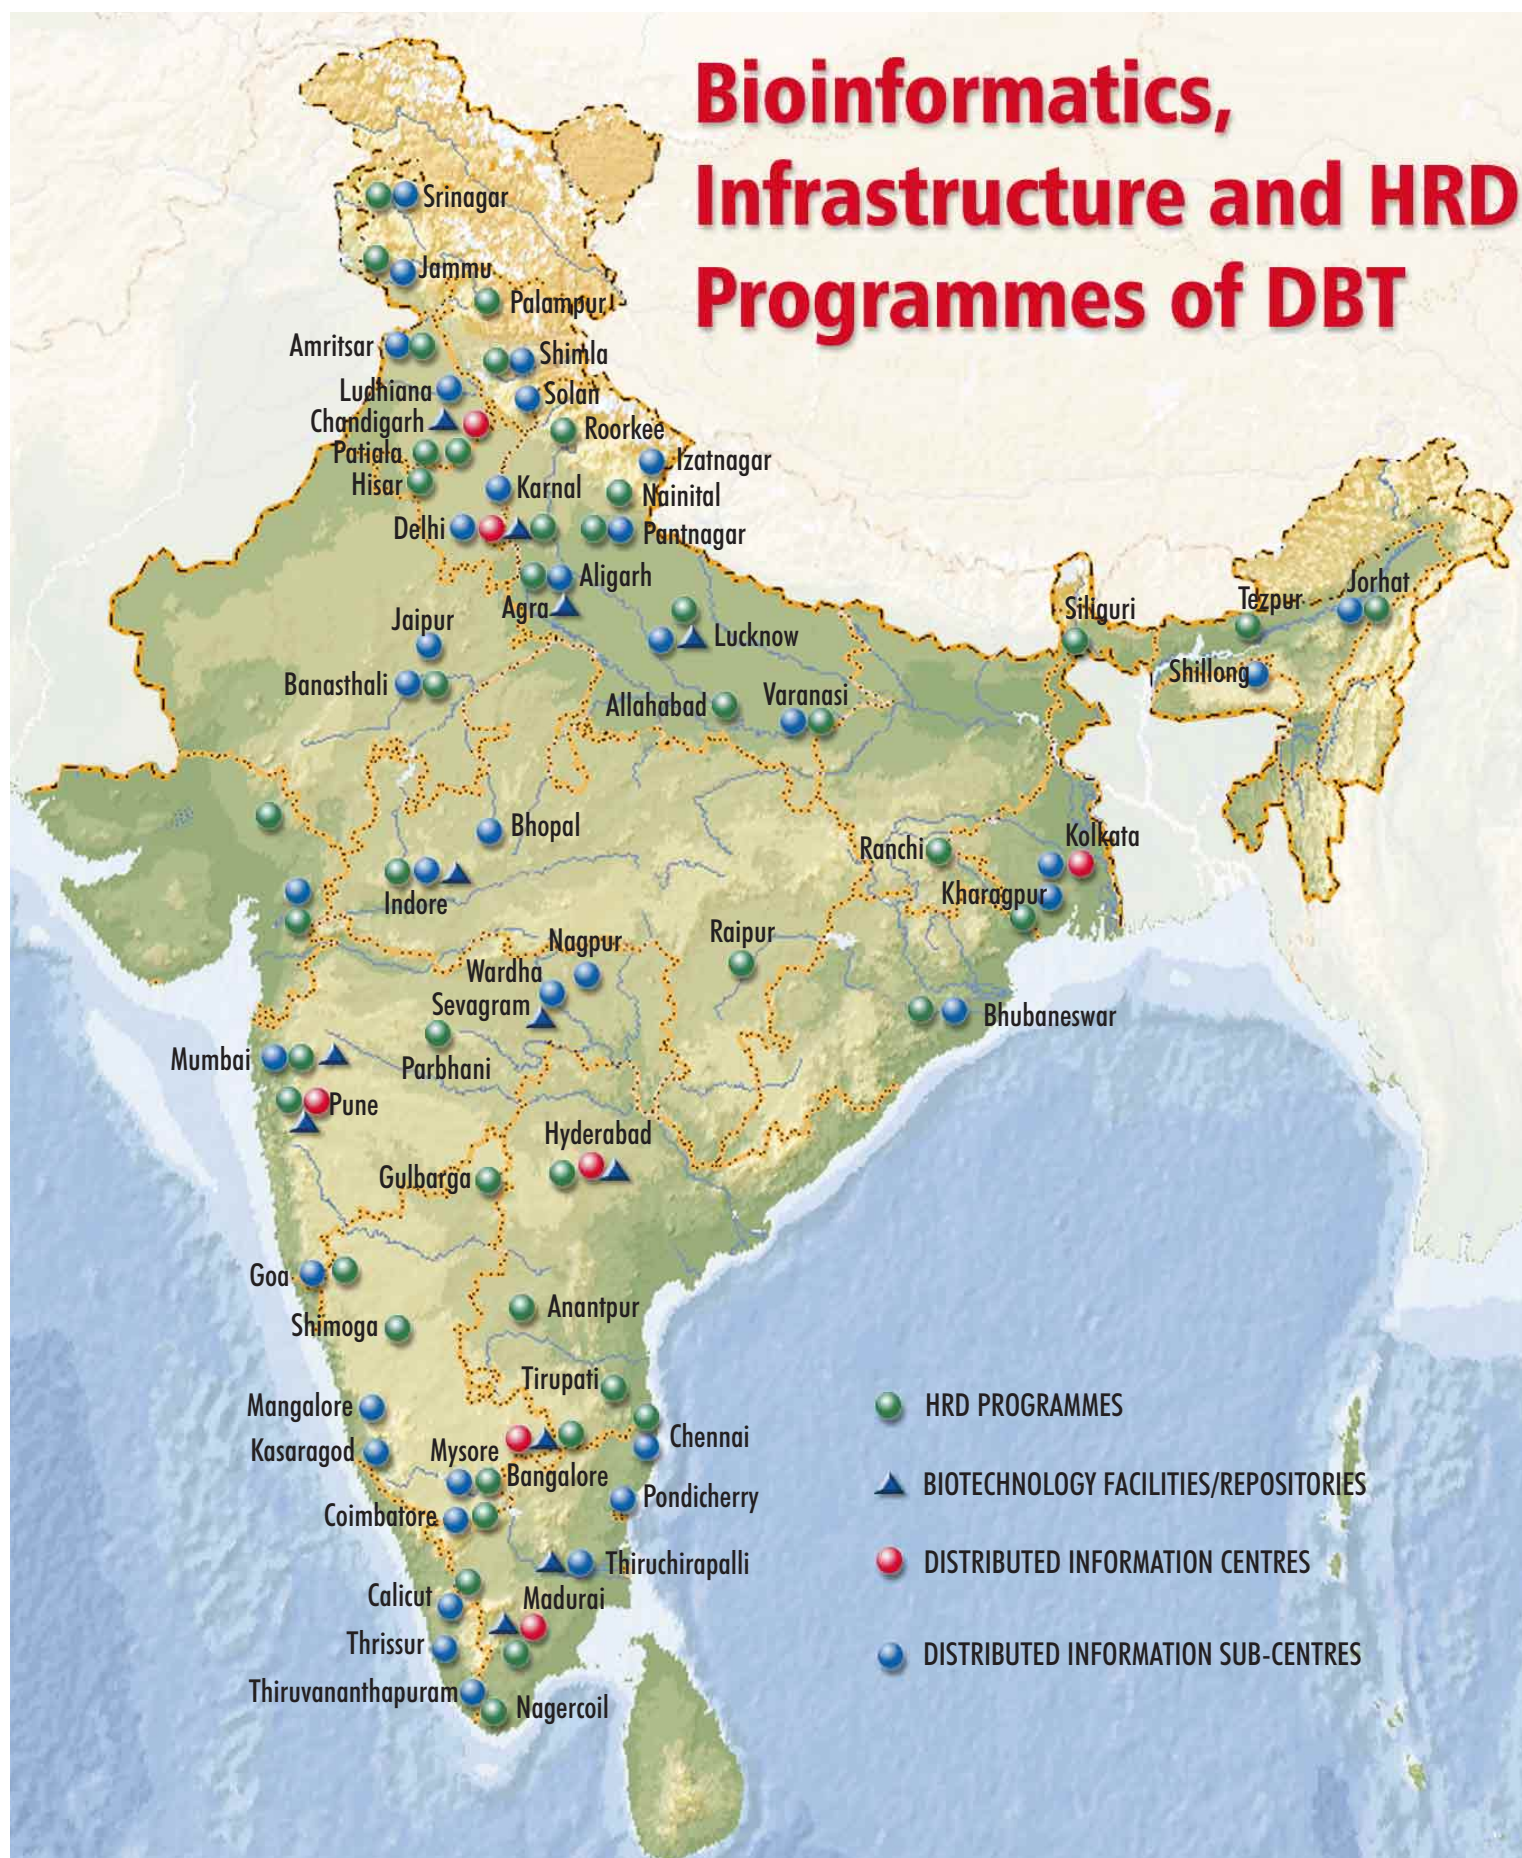 Bioinformatics,
Infrastructure and HRD
Programmes of DBT
Srinagar
Jammu
Palampur
Amritsar
Shimla
Ludhiana
Solan
Chandigarh
Roorkee
Patiala
Izatnagar
Hisar
Karnal
Nainital
Delhi
Pantnagar
Aligarh
Jorhat
Agra
Siliguri
Tezpur
Jaipur
Lucknow
Shillong
Banasthali
Varanasi
Allahabad
Bhopal
Kolkata
Ranchi
Kharagpur
Indore
Raipur
Nagpur
Wardha
Sevagram
Bhubaneswar
Mumbai
Parbhani
Pune
Hyderabad
Gulbarga
Goa
Anantpur
Shimoga
Tirupati
Mangalore
HRD PROGRAMMES
Chennai
Kasaragod
Mysore
Bangalore
BIOTECHNOLOGY FACILITIES/REPOSITORIES
Pondicherry
Coimbatore
Thiruchirapalli
DISTRIBUTED INFORMATION CENTRES
Calicut
Madurai
Thrissur
DISTRIBUTED INFORMATION SUB-CENTRES
Thiruvananthapuram
Nagercoil